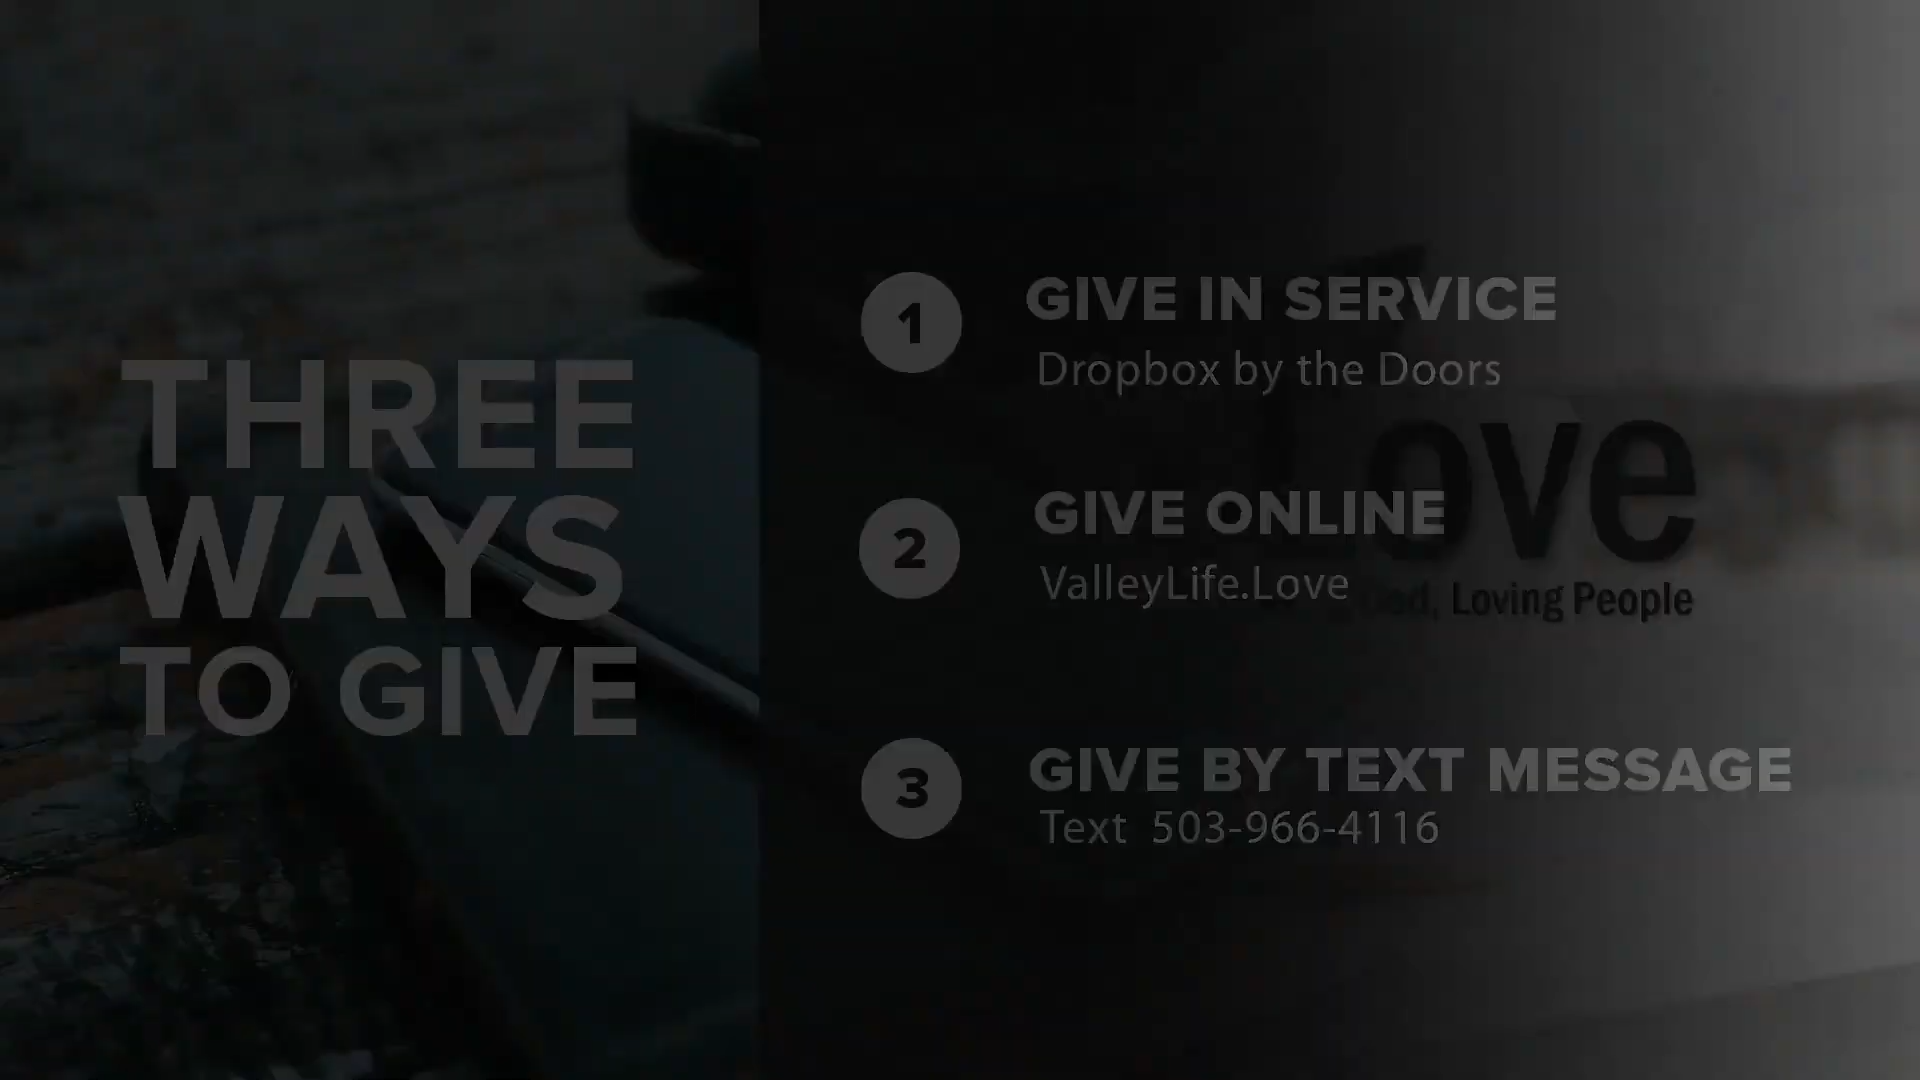 THREE
WAYS
TO GIVE
1
GIVE IN SERVICE
Dropbox by the Doors
2
GIVE ONLINE
ValleyLife.Love
3
GIVE BY TEXT MESSAGE
Text 503-966-4116
Love
Loving People